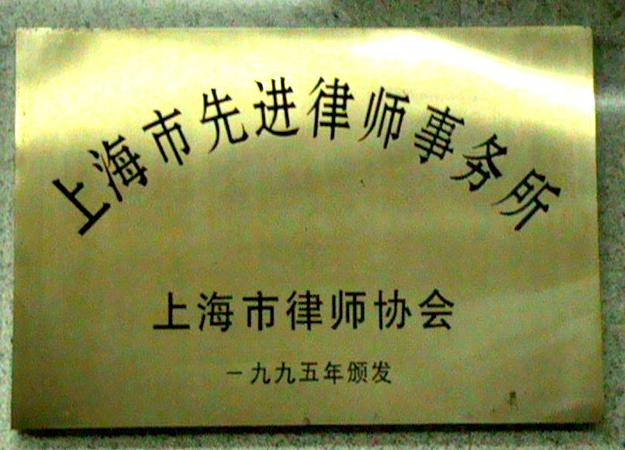 上海市先进律师事务所
上海市律师协会
一九九五年颁发